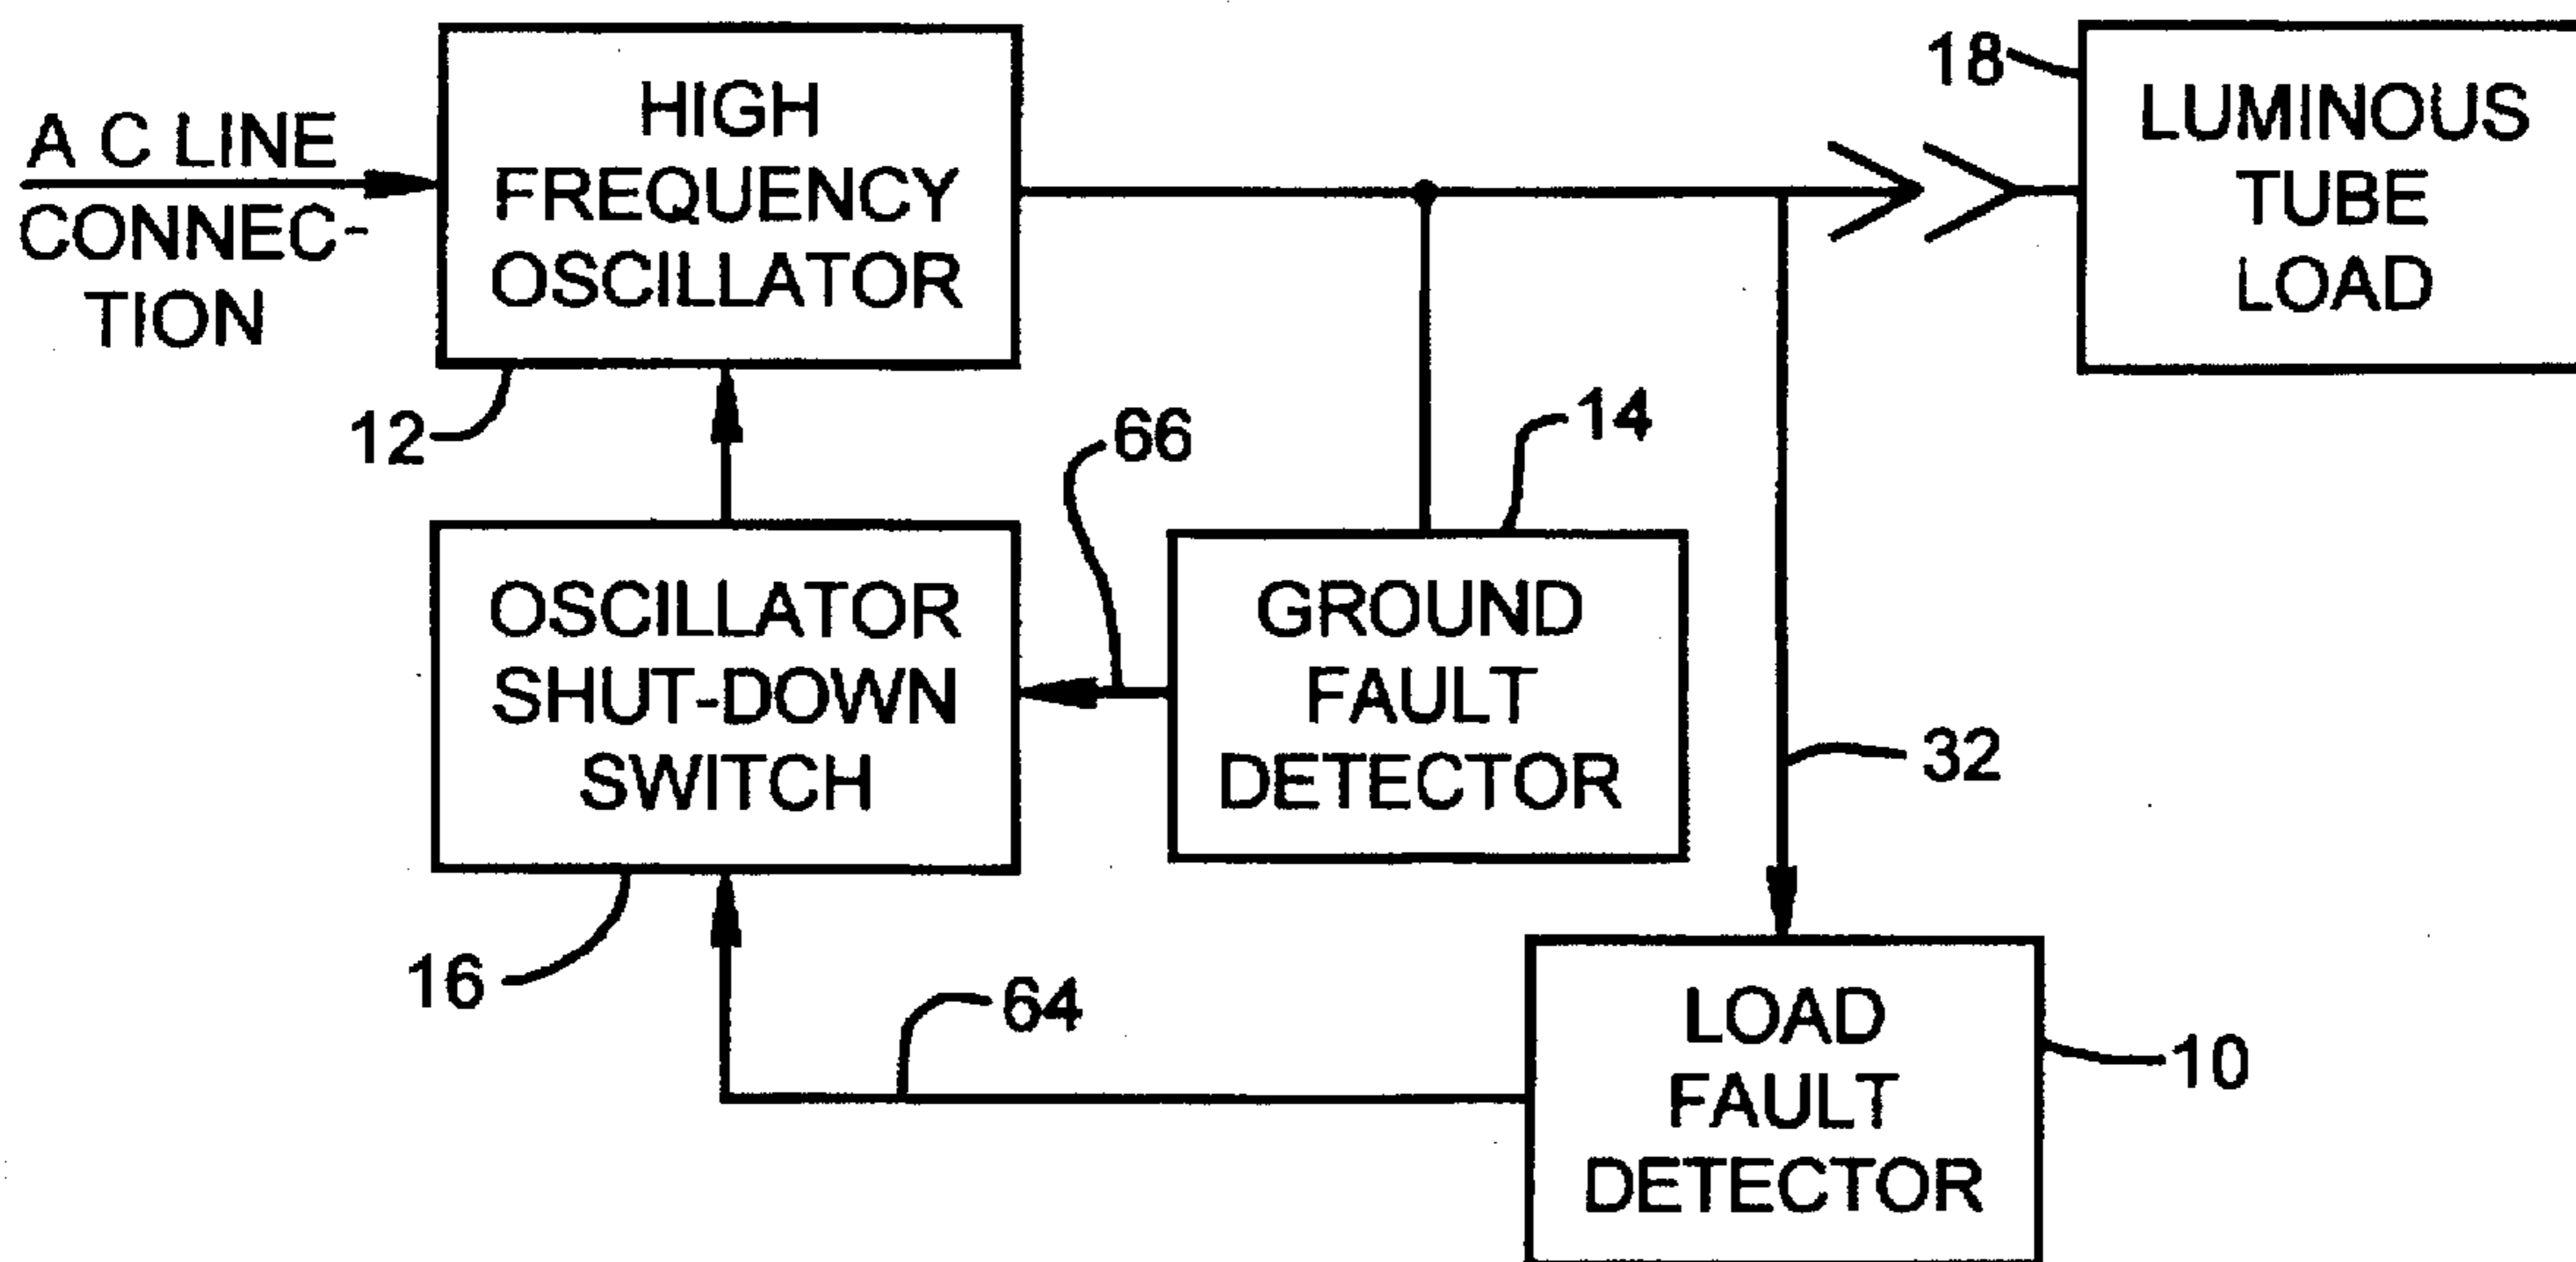 A C LINE
CONNEC-
TION
HIGH
FREQUENCY
OSCILLATOR
12
18
LUMINOUS
TUBE
LOAD
66
14
OSCILLATOR
SHUT-DOWN
SWITCH
16
GROUND
FAULT
DETECTOR
32
64
LOAD
FAULT
DETECTOR
10